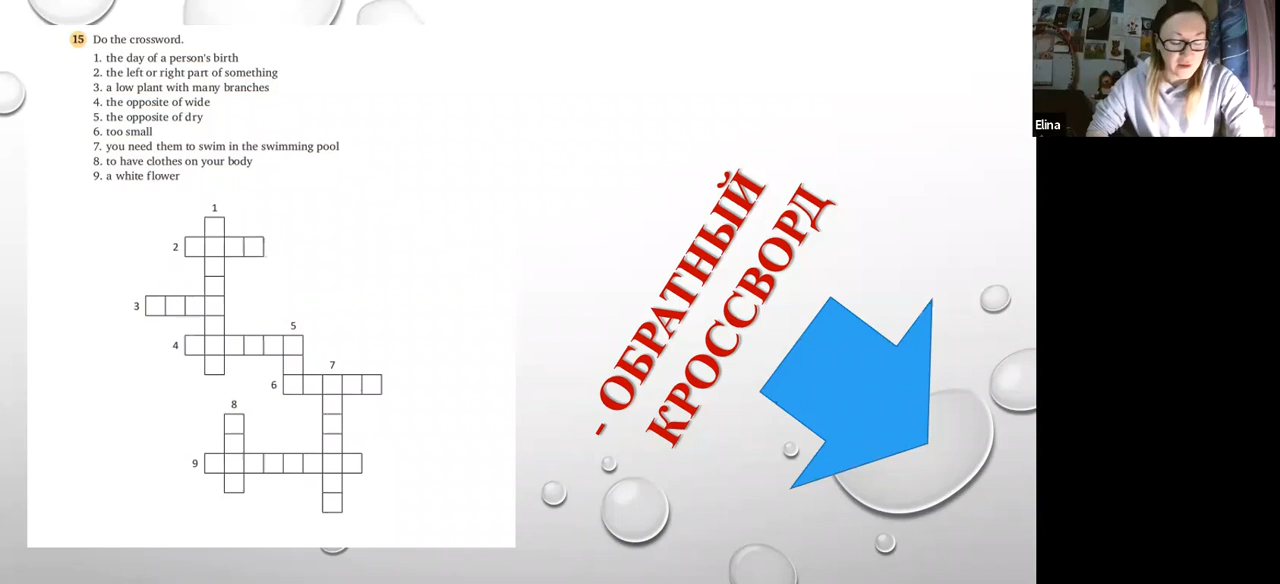 15 Do the crossword.
1. the day of a person's birth
2. the left or right part of something
3. a low plant with many branches
4. the opposite of wide
5. the opposite of dry
6. too small
7. you need them to swim in the swimming pool
8. to have clothes on your body
9. a white flower
1
2
3
5
4
7
6
8
9
- ОБРАТНЫЙ
КРОССВОРД
Elina